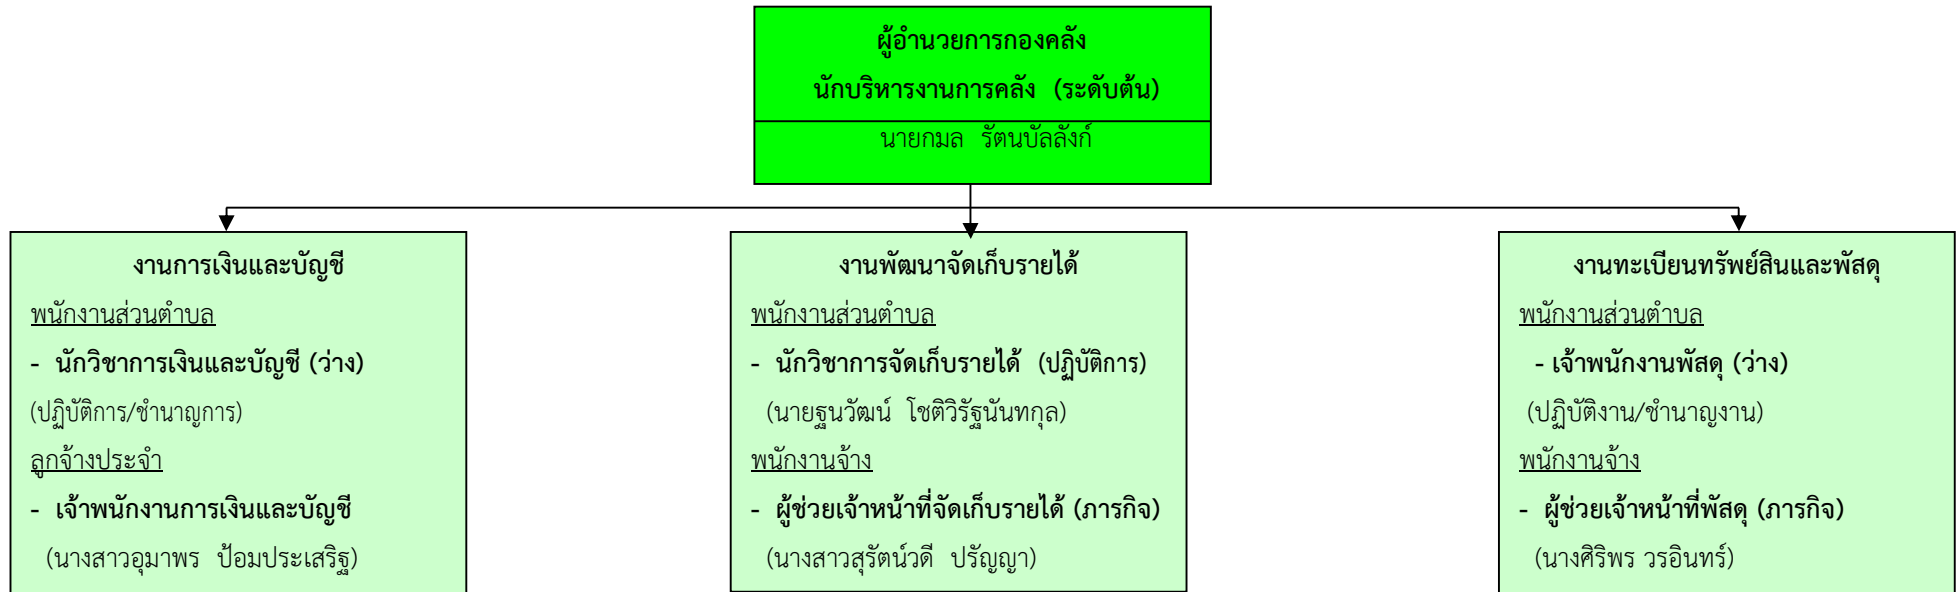 ผู้อำนวยการกองคลัง
นักบริหารงานการคลัง (ระดับต้น)
นายกมล รัตนบัลลังก์
งานการเงินและบัญชี
พนักงานส่วนตำบล
- นักวิชาการเงินและบัญชี (ว่าง)
(ปฏิบัติการ/ชำนาญการ)
ลูกจ้างประจำ
- เจ้าพนักงานการเงินและบัญชี
(นางสาวอุมาพร ป้อมประเสริฐ)
งานพัฒนาจัดเก็บรายได้
พนักงานส่วนตำบล
- นักวิชาการจัดเก็บรายได้ (ปฏิบัติการ)
(นายฐนวัฒน์ โชติวิรัฐนันทกุล)
พนักงานจ้าง
- ผู้ช่วยเจ้าหน้าที่จัดเก็บรายได้ (ภารกิจ)
(นางสาวสุรัตน์วดี ปรัญญา)
งานทะเบียนทรัพย์สินและพัสดุ
พนักงานส่วนตำบล
- เจ้าพนักงานพัสดุ (ว่าง)
(ปฏิบัติงาน/ชำนาญงาน)
พนักงานจ้าง
- ผู้ช่วยเจ้าหน้าที่พัสดุ (ภารกิจ)
(นางศิริพร วรอินทร์)